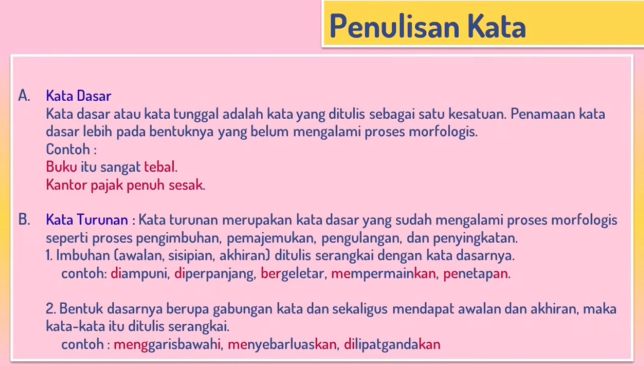 Penulisan Kata
A. Kata Dasar
Kata dasar atau kata tunggal adalah kata yang ditulis sebagai satu kesatuan. Penamaan kata
dasar lebih pada bentuknya yang belum mengalami proses morfologis.
Contoh :
Buku itu sangat tebal.
Kantor pajak penuh sesak.
B. Kata Turunan : Kata turunan merupakan kata dasar yang sudah mengalami proses morfologis
seperti proses pengimbuhan, pemajemukan, pengulangan, dan penyingkatan.
1. Imbuhan (awalan, sisipian, akhiran) ditulis serangkai dengan kata dasarnya.
contoh: diampuni, diperpanjang, bergeletar, mempermainkan, penetapan.
2. Bentuk dasarnya berupa gabungan kata dan sekaligus mendapat awalan dan akhiran, maka
kata-kata itu ditulis serangkai.
contoh : menggarisbawahi, menyebarluaskan, dilipatgandakan